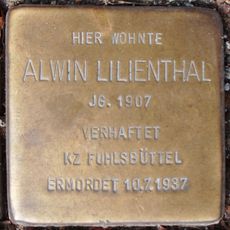 HIER WOHNTE
ALWIN LILIENTHAL
JG. 1907
VERHAFTET
KZ FUHLSBÜTTEL
ERMORDET 10.7.1937